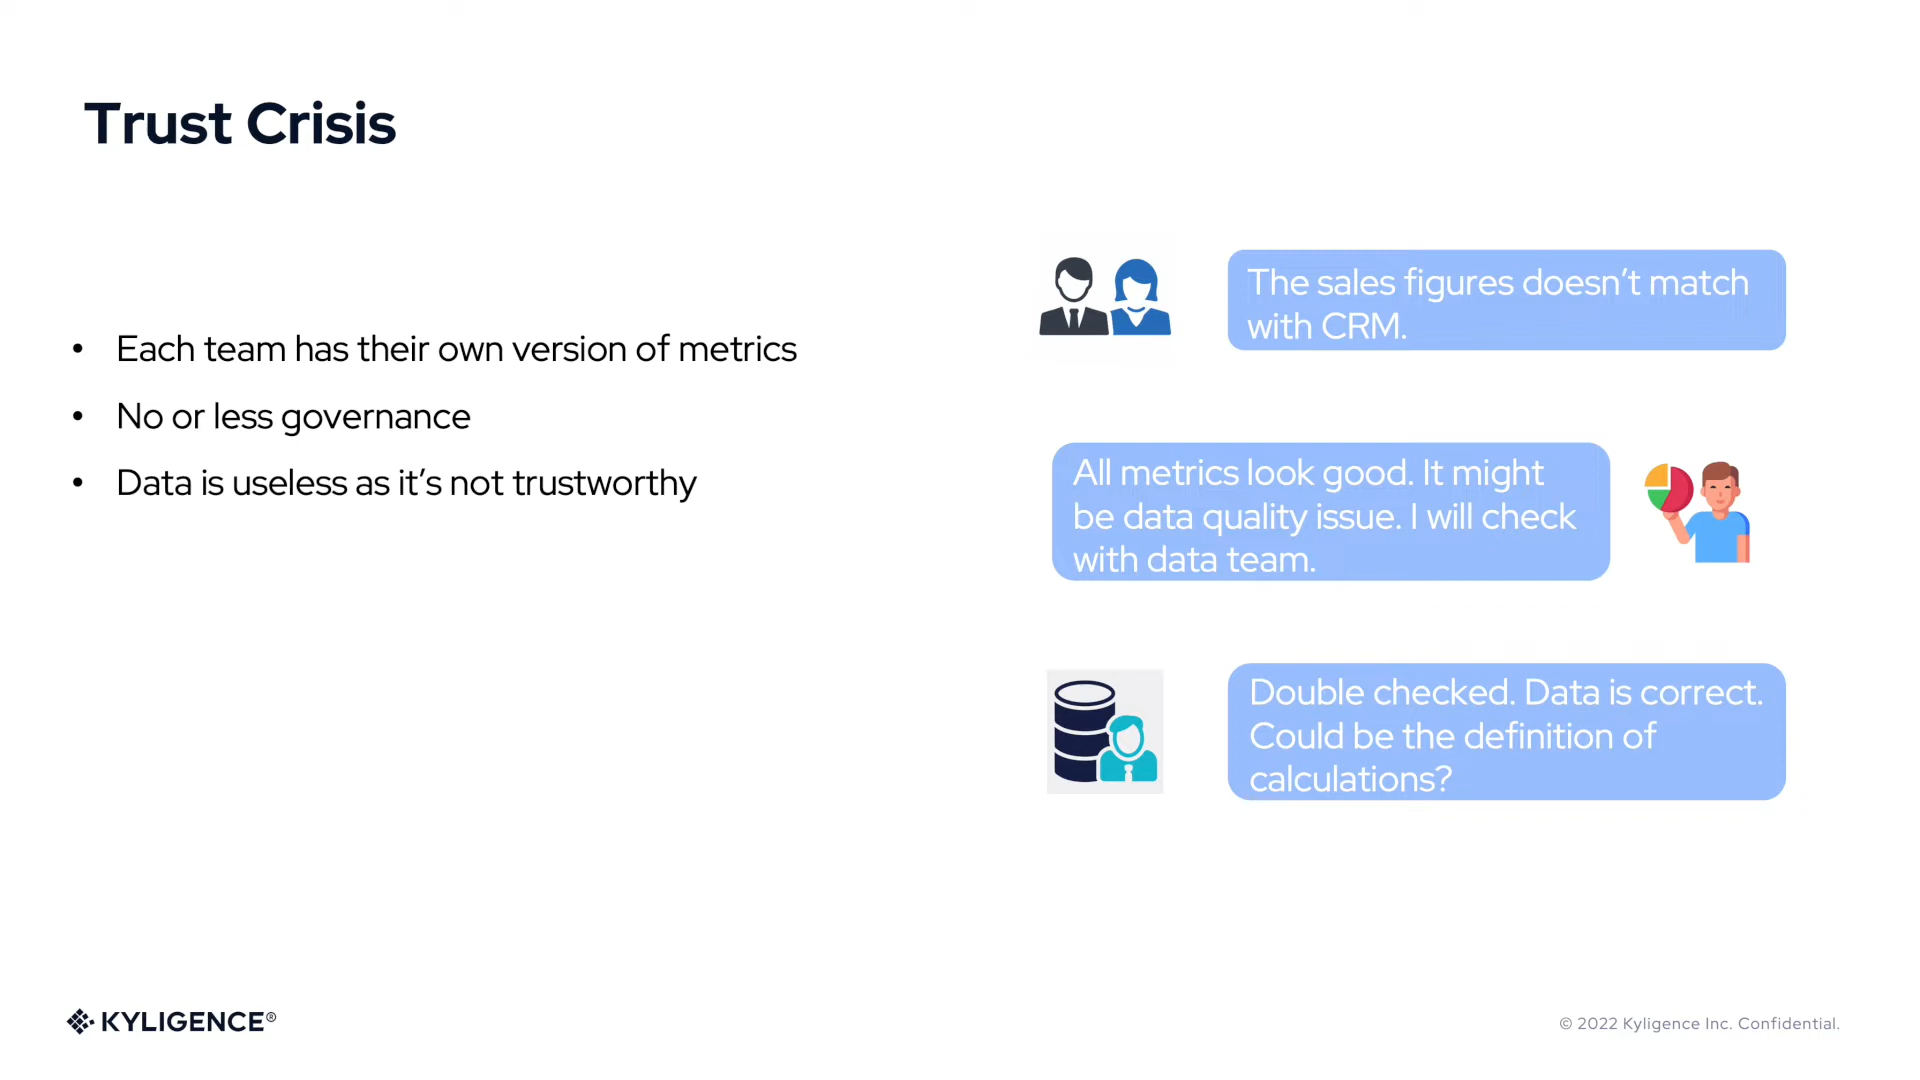 Trust Crisis
• Each team has their own version of metrics
• No or less governance
• Data is useless as it’s not trustworthy
The sales figures doesn’t match
with CRM.
All metrics look good. It might
be data quality issue. I will check
with data team.
Double checked. Data is correct.
Could be the definition of
calculations?
KYLIGENCE®
© 2022 Kyligence Inc. Confidential.